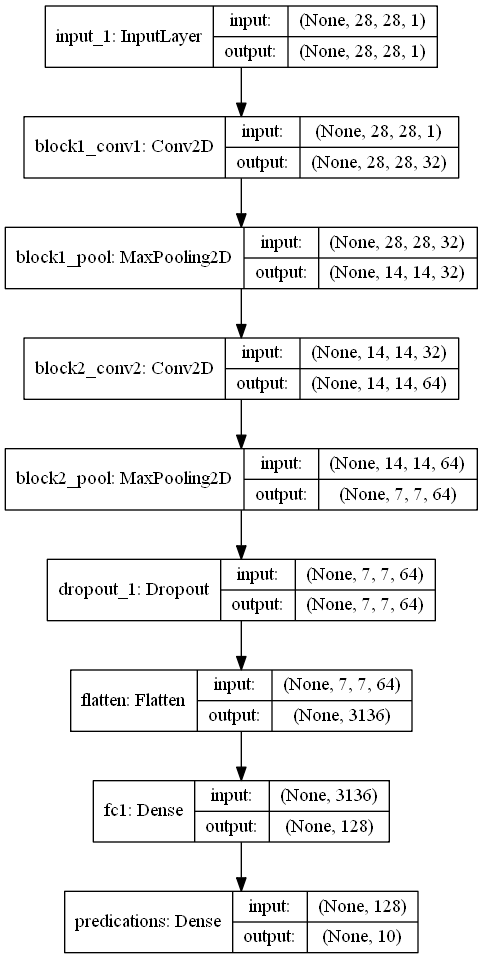 input_1: InputLayer
input: (None, 28, 28, 1)
output: (None, 28, 28, 1)
block1_conv1: Conv2D
input: (None, 28, 28, 1)
output: (None, 28, 28, 32)
block1_pool: MaxPooling2D
input: (None, 28, 28, 32)
output: (None, 14, 14, 32)
block2_conv2: Conv2D
input: (None, 14, 14, 32)
output: (None, 14, 14, 64)
block2_pool: MaxPooling2D
input: (None, 14, 14, 64)
output: (None, 7, 7, 64)
dropout_1: Dropout
input: (None, 7, 7, 64)
output: (None, 7, 7, 64)
flatten: Flatten
input: (None, 7, 7, 64)
output: (None, 3136)
fc1: Dense
input: (None, 3136)
output: (None, 128)
predications: Dense
input: (None, 128)
output: (None, 10)